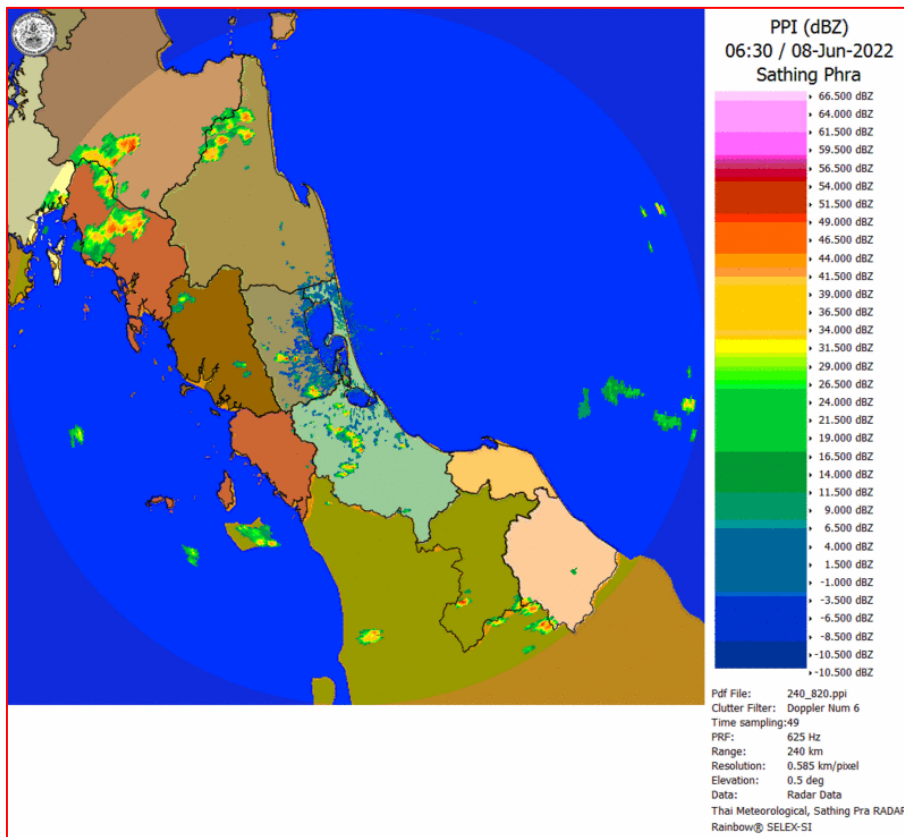 PPI (dBZ)
06:30 / 08-Jun-2022
Sathing Phra
66.500 dBZ
64.000 dBZ
61.500 dBZ
59.500 dBZ
56.500 dBZ
54.000 dBZ
51.500 dBZ
49.000 dBZ
46.500 dBZ
44.000 dBZ
41.500 dBZ
39.000 dBZ
36.500 dBZ
34.000 dBZ
31.500 dBZ
29.000 dBZ
26.500 dBZ
24.000 dBZ
21.500 dBZ
19.000 dBZ
16.500 dBZ
14.000 dBZ
11.500 dBZ
9.000 dBZ
6.500 dBZ
4.000 dBZ
1.500 dBZ
-1.000 dBZ
-3.500 dBZ
-8.500 dBZ
-10.500 dBZ
-10.500 dBZ
Pdf File: 240_820.ppi
Clutter Filter: Doppler Num 6
Time sampling:49
PRF: 625 Hz
Range: 240 km
Resolution: 0.585 km/pixel
Elevation: 0.5 deg
Data: Radar Data
Thai Meteorological, Sathing Pra RADAR
Rainbow® SELEX-SI